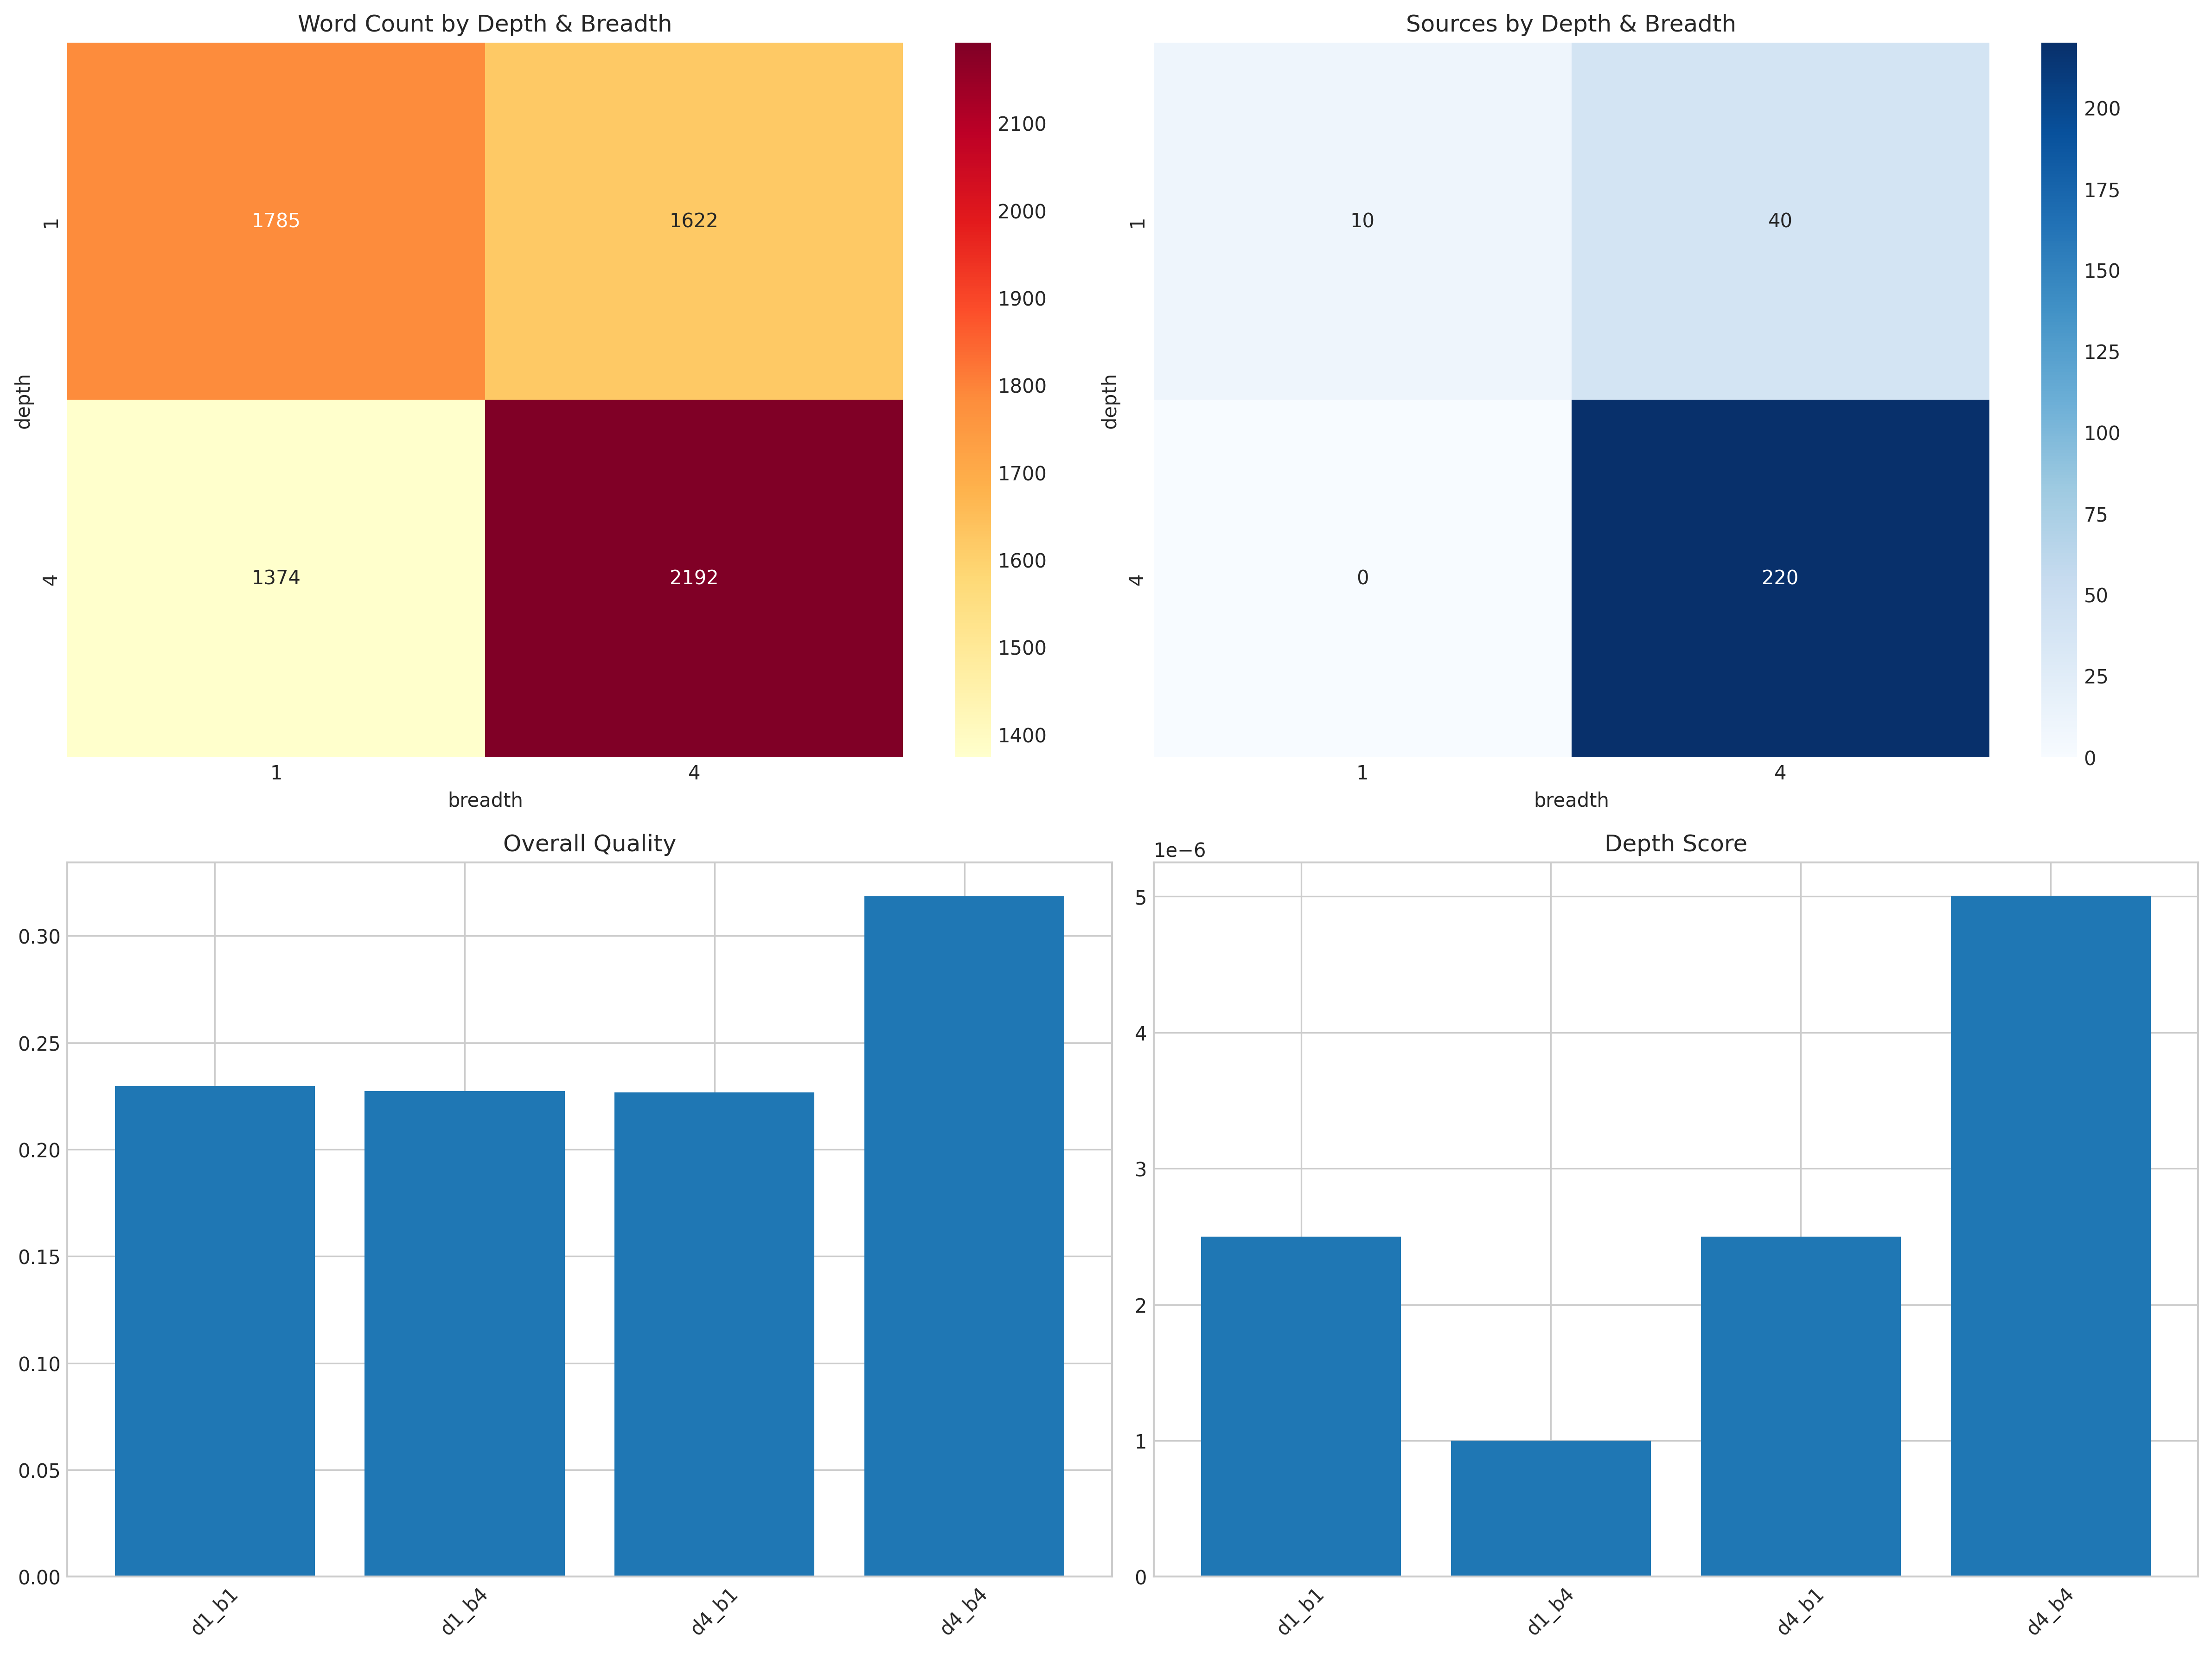 Word Count by Depth & Breadth
1785
1622
1374
2192
1
4
depth
1
4
breadth
2100
2000
1900
1800
1700
1600
1500
1400
Sources by Depth & Breadth
10
40
0
220
1
4
depth
1
4
breadth
200
175
150
125
100
75
50
25
0
Overall Quality
0.30
0.25
0.20
0.15
0.10
0.05
0.00
d1_b1
d1_b4
d4_b1
d4_b4
Depth Score
1e−6
5
4
3
2
1
0
d1_b1
d1_b4
d4_b1
d4_b4